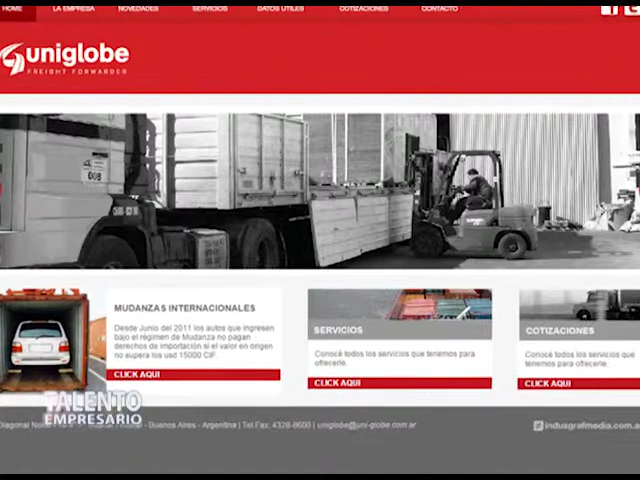 HOME LA EMPRESA NOVEDADES SERVICIOS DATOS UTILES COTIZACIONES CONTACTO
uniglobe
FREIGHT FORWARDER
008
MUDANZAS INTERNACIONALES
Desde Junio del 2011 los autos que ingresen
bajo el régimen de Mudanza no pagan
derechos de importación si el valor en origen
no supera los usd 15000 CIF.
CLICK AQUI
SERVICIOS
Conocé todos los servicios que tenemos para
ofrecerle.
CLICK AQUI
COTIZACIONES
Conocé todos los servicios que
tenemos para ofrecerle.
CLICK AQUI
TALENTO
EMPRESARIO
Diagonal - Buenos Aires - Argentina | Tel Fax: 4328-8600 | uniglobe@uni-globe.com.ar
indusgrafmedia.com.a